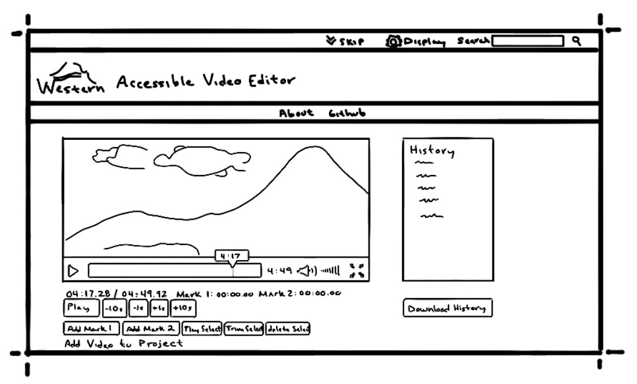 SKIP Display Search
Western Accessible Video Editor
About Github
History
4:17
4:49
04:17.28 / 04:49.92 Mark 1: 00:00.00 Mark 2: 00:00.00
Play -10s -1s +1s +10s
Download History
Add Mark 1 Add Mark 2 Play Select Trim Select delete Select
Add Video to Project